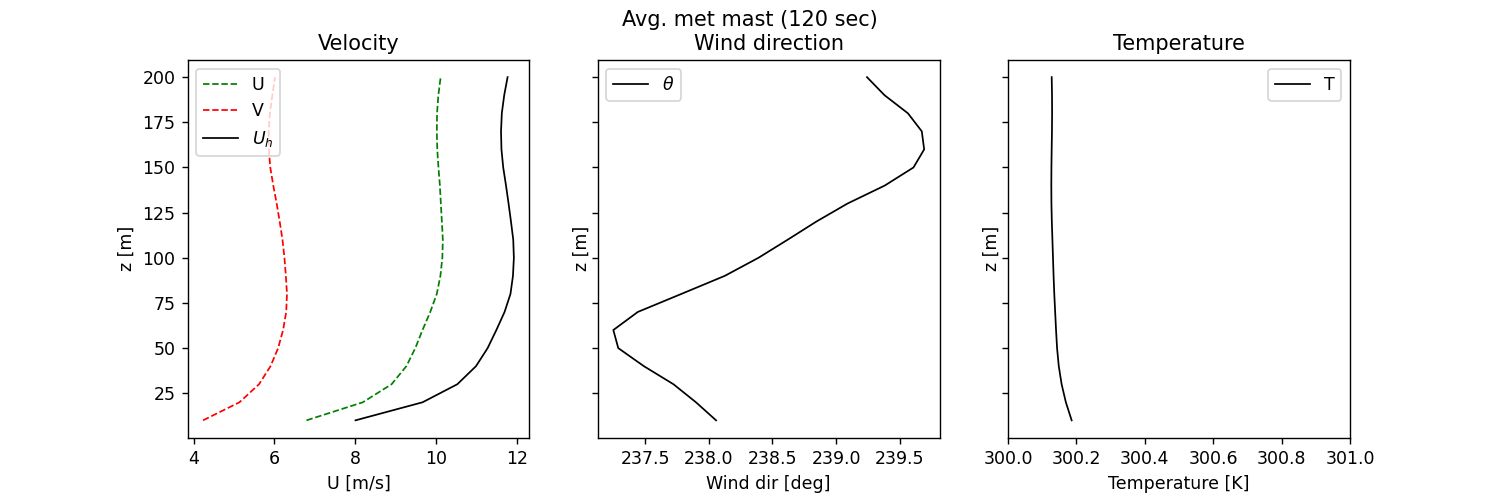 Avg. met mast (120 sec)
Velocity
Wind direction
Temperature
200
175
150
125
100
75
50
25
z [m]
U
V
U_h
4
6
8
10
12
U [m/s]
z [m]
θ
237.5
238.0
238.5
239.0
239.5
Wind dir [deg]
z [m]
T
300.0
300.2
300.4
300.6
300.8
301.0
Temperature [K]